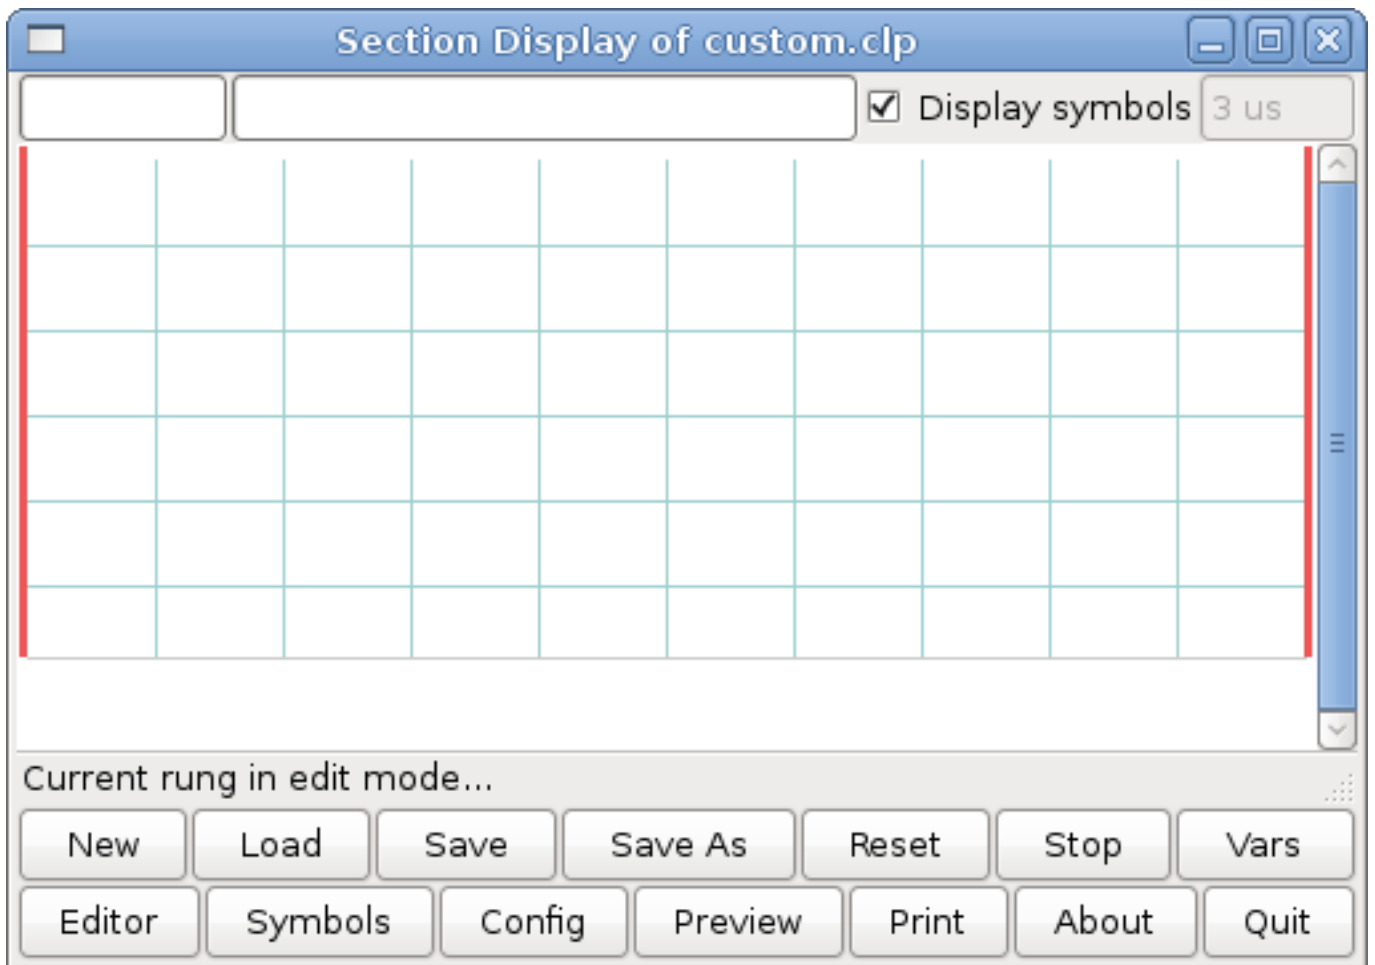 Section Display of custom.clp
Display symbols 3 us
Current rung in edit mode...
New Load Save Save As Reset Stop Vars
Editor Symbols Config Preview Print About Quit